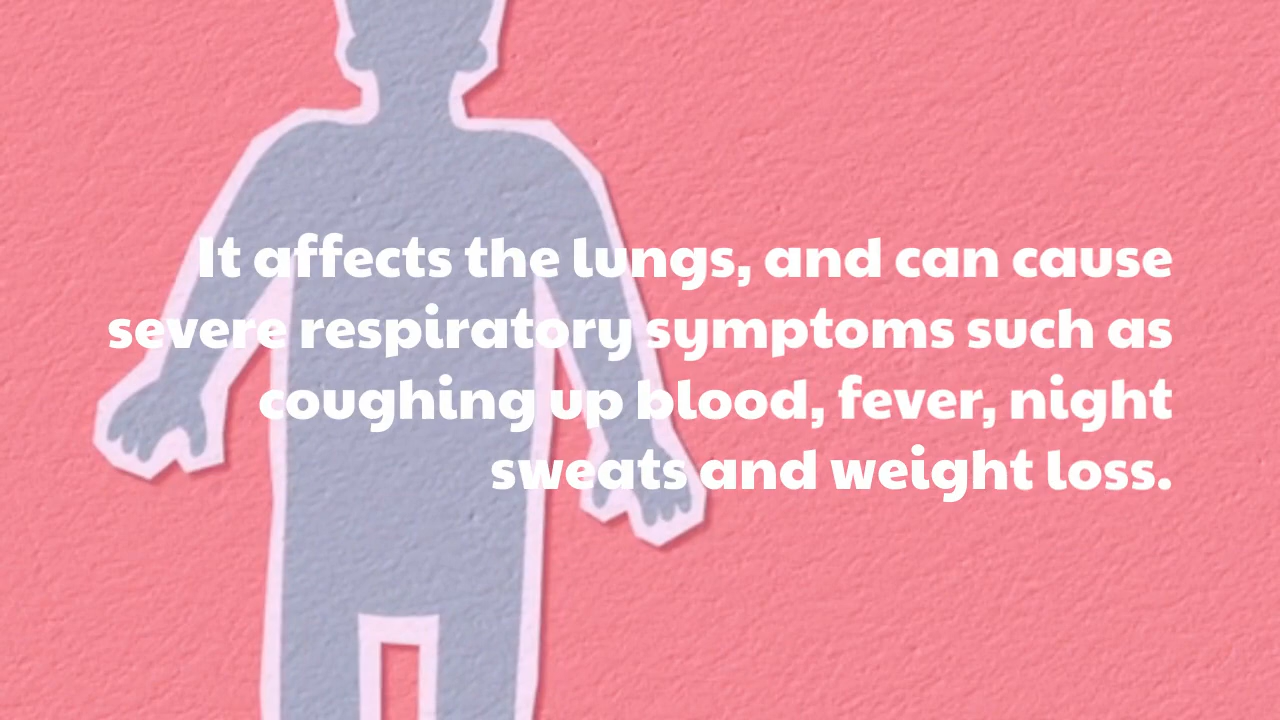 It affects the lungs, and can cause
severe respiratory symptoms such as
coughing up blood, fever, night
sweats and weight loss.